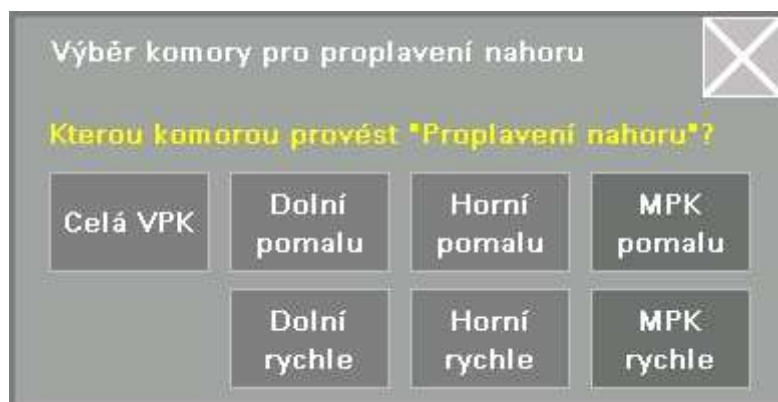 Výběr komory pro proplavení nahoru
Kterou komorou provést "Proplavení nahoru"?
Celá VPK
Dolní
pomalu
Horní
pomalu
MPK
pomalu
Dolní
rychle
Horní
rychle
MPK
rychle